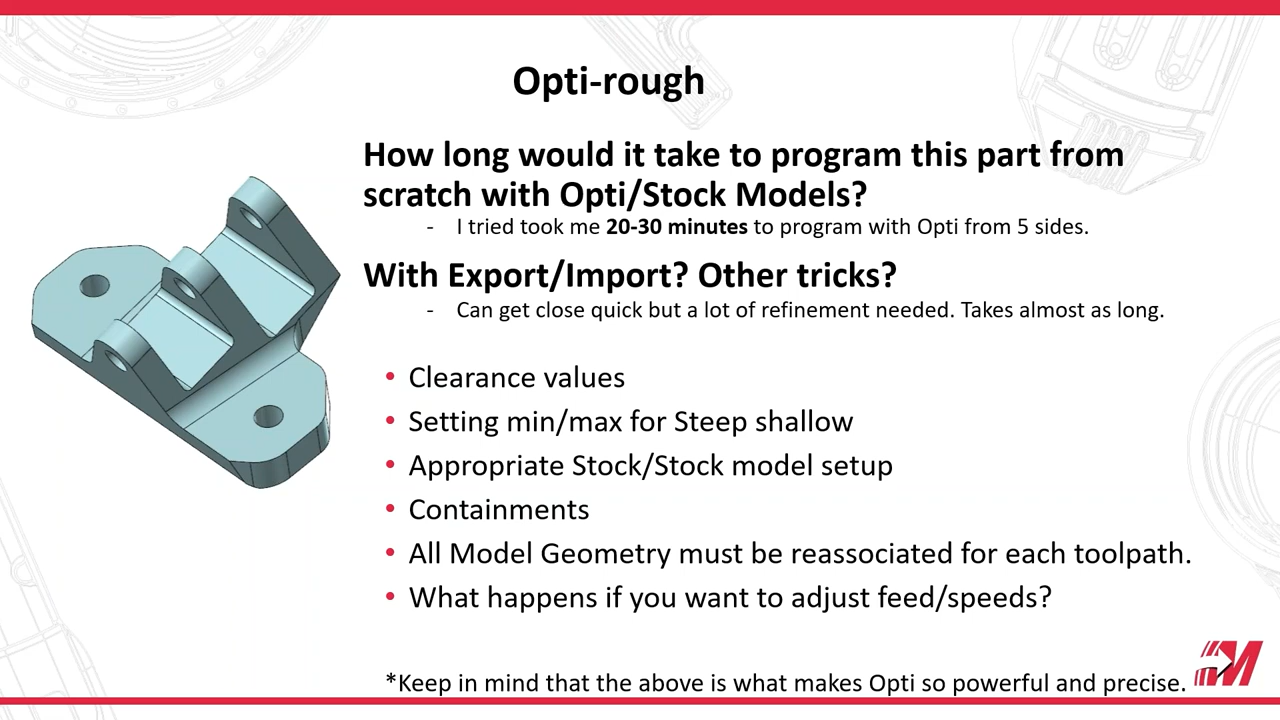 Opti-rough
How long would it take to program this part from
scratch with Opti/Stock Models?
- I tried took me 20-30 minutes to program with Opti from 5 sides.
With Export/Import? Other tricks?
- Can get close quick but a lot of refinement needed. Takes almost as long.
• Clearance values
• Setting min/max for Steep shallow
• Appropriate Stock/Stock model setup
• Containments
• All Model Geometry must be reassociated for each toolpath.
• What happens if you want to adjust feed/speeds?
*Keep in mind that the above is what makes Opti so powerful and precise.